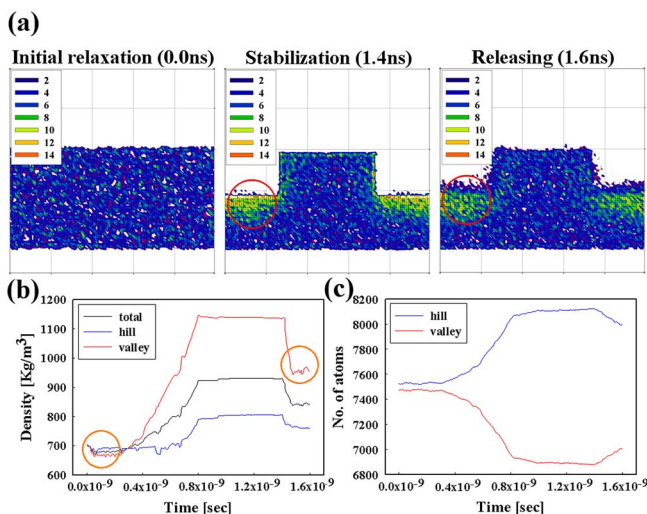 (a)
Initial relaxation (0.0ns)
Stabilization (1.4ns)
Releasing (1.6ns)
2
4
6
8
10
12
14
2
4
6
8
10
12
14
2
4
6
8
10
12
14
(b)
1200
1100
1000
900
800
700
600
Density [Kg/m³]
total
hill
valley
0.0x10⁻⁹
0.4x10⁻⁹
0.8x10⁻⁹
1.2x10⁻⁹
1.6x10⁻⁹
Time [sec]
(c)
8200
8000
7800
7600
7400
7200
7000
6800
No. of atoms
hill
valley
0.0x10⁻⁹
0.4x10⁻⁹
0.8x10⁻⁹
1.2x10⁻⁹
1.6x10⁻⁹
Time [sec]